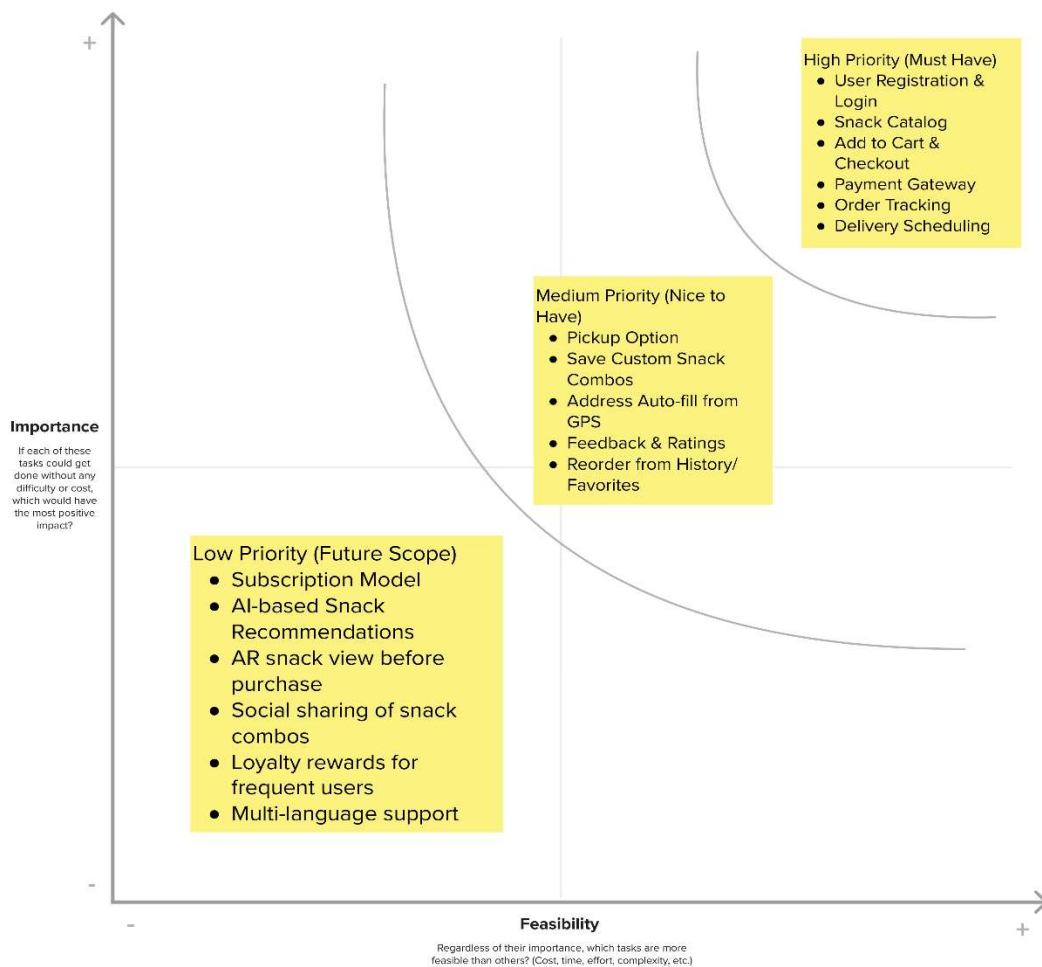 +
High Priority (Must Have)
• User Registration &
Login
• Snack Catalog
• Add to Cart &
Checkout
• Payment Gateway
• Order Tracking
• Delivery Scheduling
Medium Priority (Nice to
Have)
• Pickup Option
• Save Custom Snack
Combos
• Address Auto-fill from
GPS
• Feedback & Ratings
• Reorder from History/
Favorites
Importance
If each of these
tasks could get
done without any
difficulty or cost,
which would have
the most positive
impact?
Low Priority (Future Scope)
• Subscription Model
• AI-based Snack
Recommendations
• AR snack view before
purchase
• Social sharing of snack
combos
• Loyalty rewards for
frequent users
• Multi-language support
-
-
Feasibility
+
Regardless of their importance, which tasks are more
feasible than others? (Cost, time, effort, complexity, etc.)